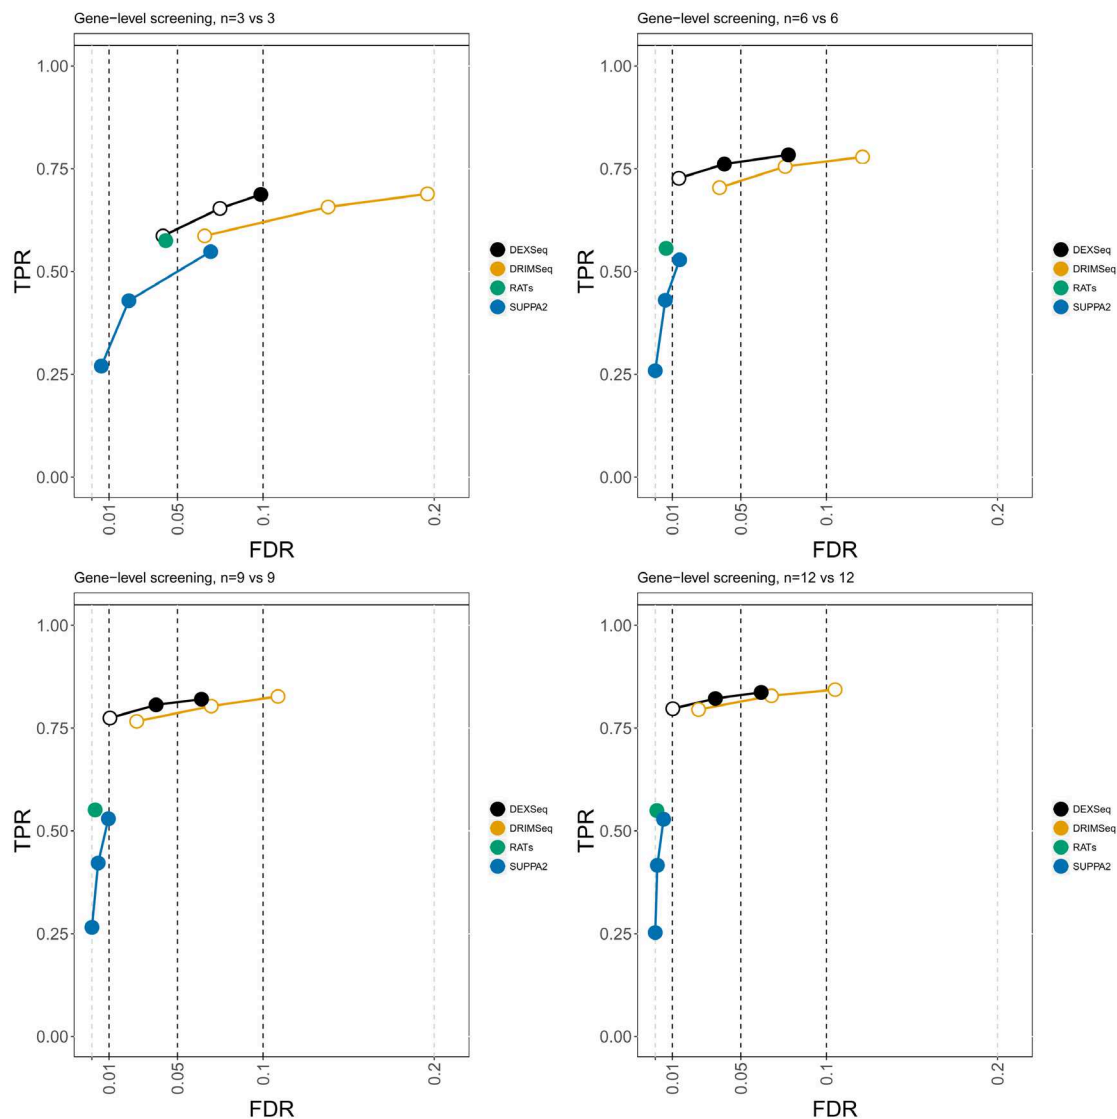 Gene−level screening, n=3 vs 3
1.00
0.75
0.50
0.25
0.00
TPR
0.01
0.05
0.1
0.2
FDR
DEXSeq
DRIMSeq
RATs
SUPPA2
Gene−level screening, n=6 vs 6
1.00
0.75
0.50
0.25
0.00
TPR
0.01
0.05
0.1
0.2
FDR
DEXSeq
DRIMSeq
RATs
SUPPA2
Gene−level screening, n=9 vs 9
1.00
0.75
0.50
0.25
0.00
TPR
0.01
0.05
0.1
0.2
FDR
DEXSeq
DRIMSeq
RATs
SUPPA2
Gene−level screening, n=12 vs 12
1.00
0.75
0.50
0.25
0.00
TPR
0.01
0.05
0.1
0.2
FDR
DEXSeq
DRIMSeq
RATs
SUPPA2